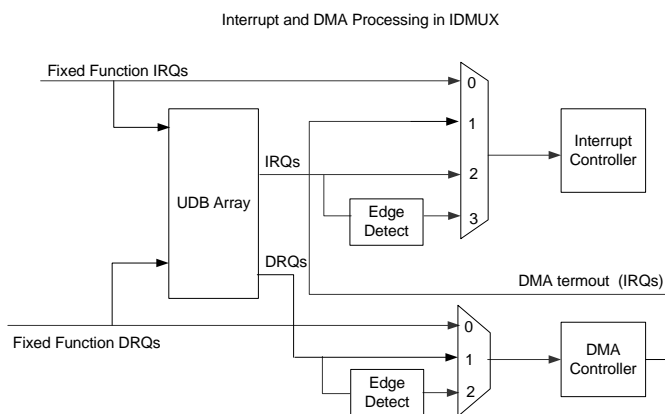 Interrupt and DMA Processing in IDMUX
Fixed Function IRQs
0
1
2
3
Interrupt
Controller
UDB Array
IRQs
Edge
Detect
DRQs
DMA termout (IRQs)
Fixed Function DRQs
0
1
2
DMA
Controller
Edge
Detect